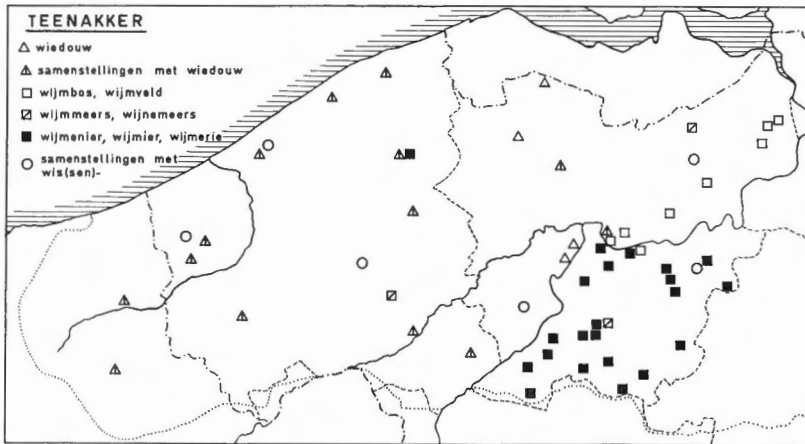 TEENAKKER
wiedouw
samenstellingen met wiedouw
wijmbos, wijmveld
wijmmeers, wijnemeers
wijmenier, wijmier, wijmerie
samenstellingen met
wis(sen)-